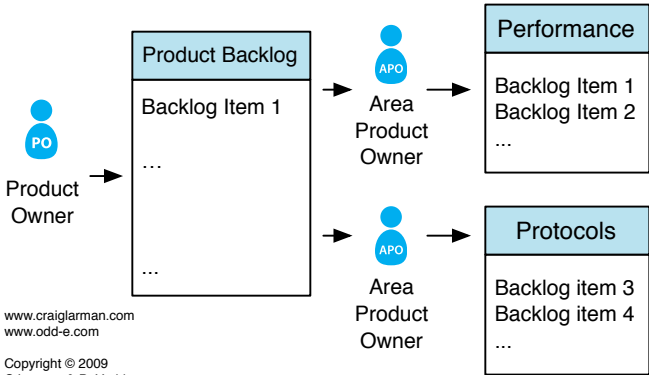 PO
Product
Owner
Product Backlog
Backlog Item 1
...
...
APO
Area
Product
Owner
Performance
Backlog Item 1
Backlog Item 2
...
APO
Area
Product
Owner
Protocols
Backlog item 3
Backlog item 4
...
www.craiglarman.com
www.odd-e.com
Copyright © 2009